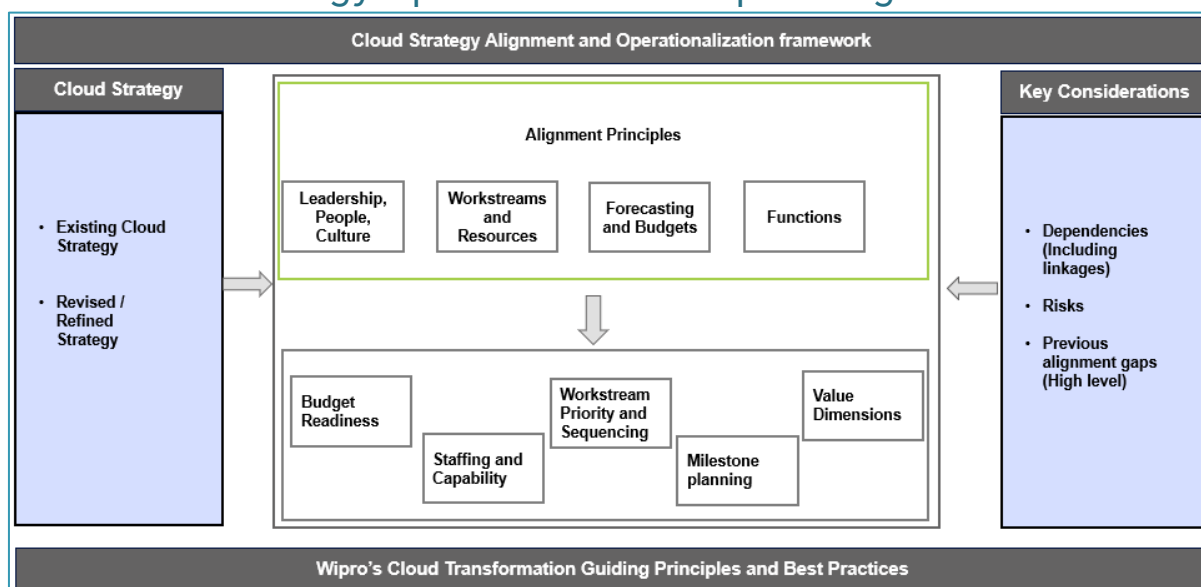 Cloud Strategy Alignment and Operationalization framework
Cloud Strategy
• Existing Cloud
Strategy
• Revised /
Refined
Strategy
Alignment Principles
Leadership,
People,
Culture
Workstreams
and
Resources
Forecasting
and Budgets
Functions
Budget
Readiness
Staffing and
Capability
Workstream
Priority and
Sequencing
Milestone
planning
Value
Dimensions
Key Considerations
• Dependencies
(Including
linkages)
• Risks
• Previous
alignment gaps
(High level)
Wipro's Cloud Transformation Guiding Principles and Best Practices